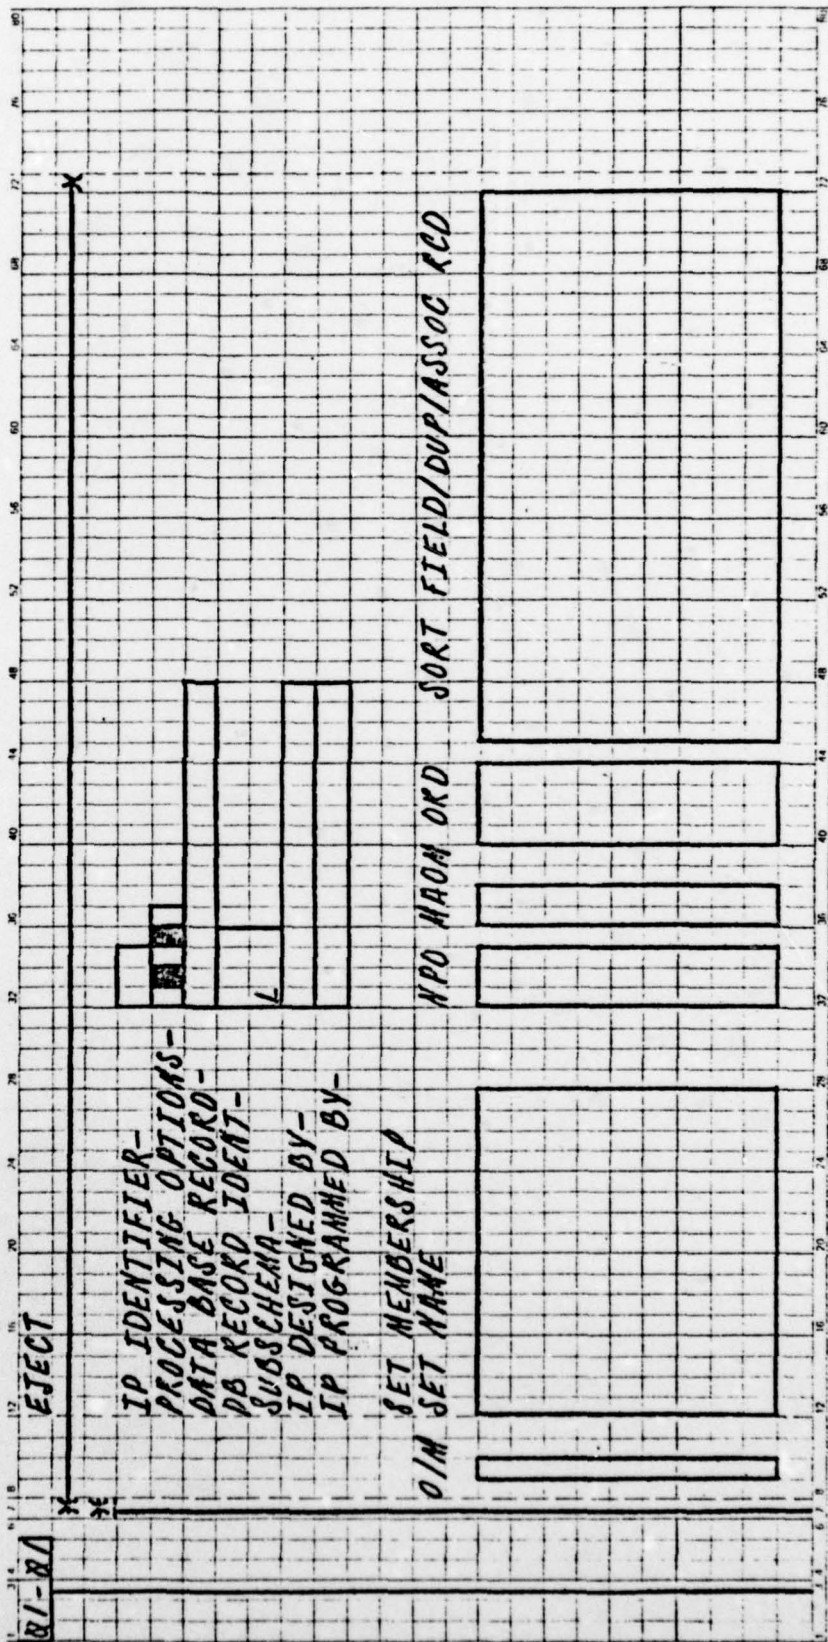 EJECT
*
*
*
IP IDENTIFIER-
PROCESSING OPTIONS-
DATA BASE RECORD-
DB RECORD IDENT-
SUBSCHEMA-
L
IP DESIGNED BY-
IP PROGRAMMED BY-
SET MEMBERSHIP
O/M SET NAME NPO MAOM ORD SORT FIELD/DUP/ASSOC RCD